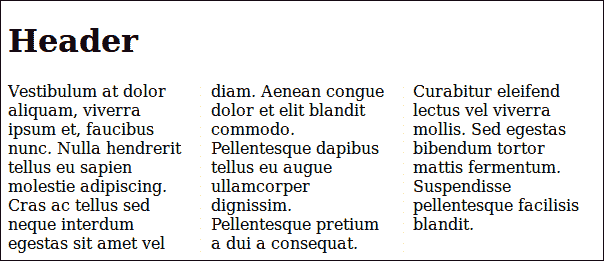 Header
Vestibulum at dolor
aliquam, viverra
ipsum et, faucibus
nunc. Nulla hendrerit
tellus eu sapien
molestie adipiscing.
Cras ac tellus sed
neque interdum
egestas sit amet vel
diam. Aenean congue
dolor et elit blandit
commodo.
Pellentesque dapibus
tellus eu augue
ullamcorper
dignissim.
Pellentesque pretium
a dui a consequat.
Curabitur eleifend
lectus vel viverra
mollis. Sed egestas
bibendum tortor
mattis fermentum.
Suspendisse
pellentesque facilisis
blandit.